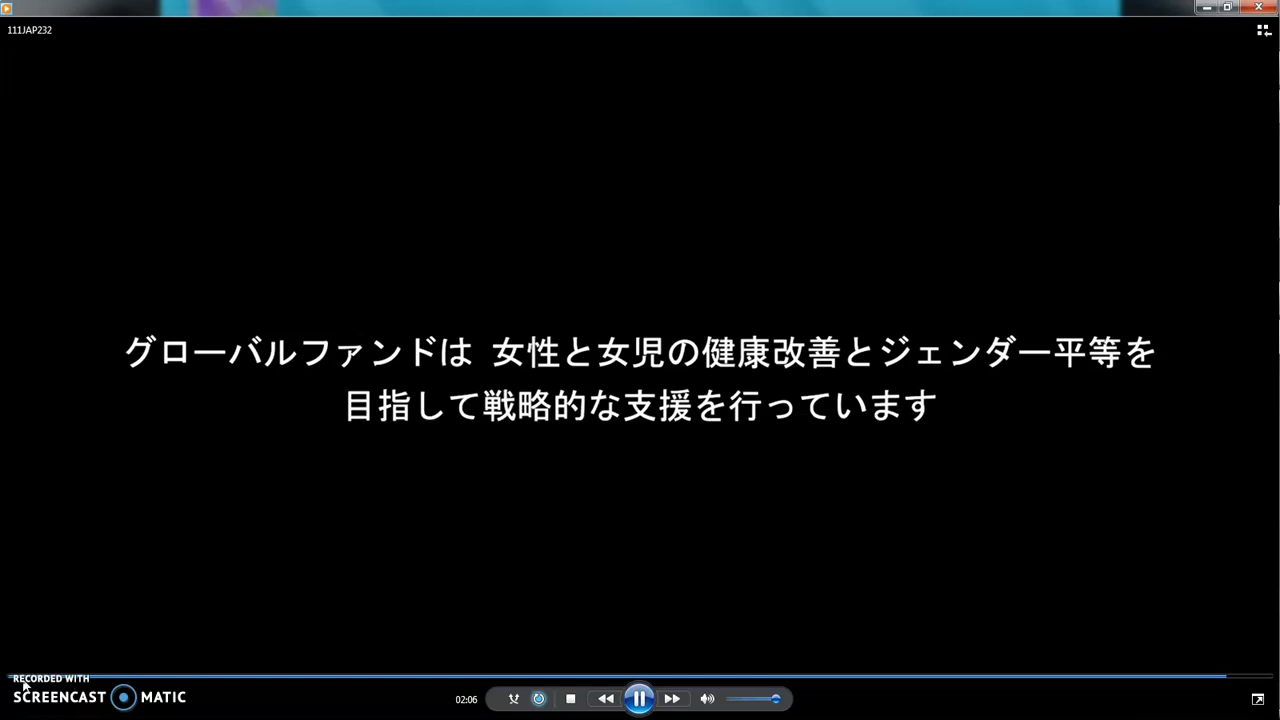 111JAP232
グローバルファンドは 女性と女児の健康改善とジェンダー平等を
目指して戦略的な支援を行っています
RECORDED WITH
SCREENCAST MATIC
02:06